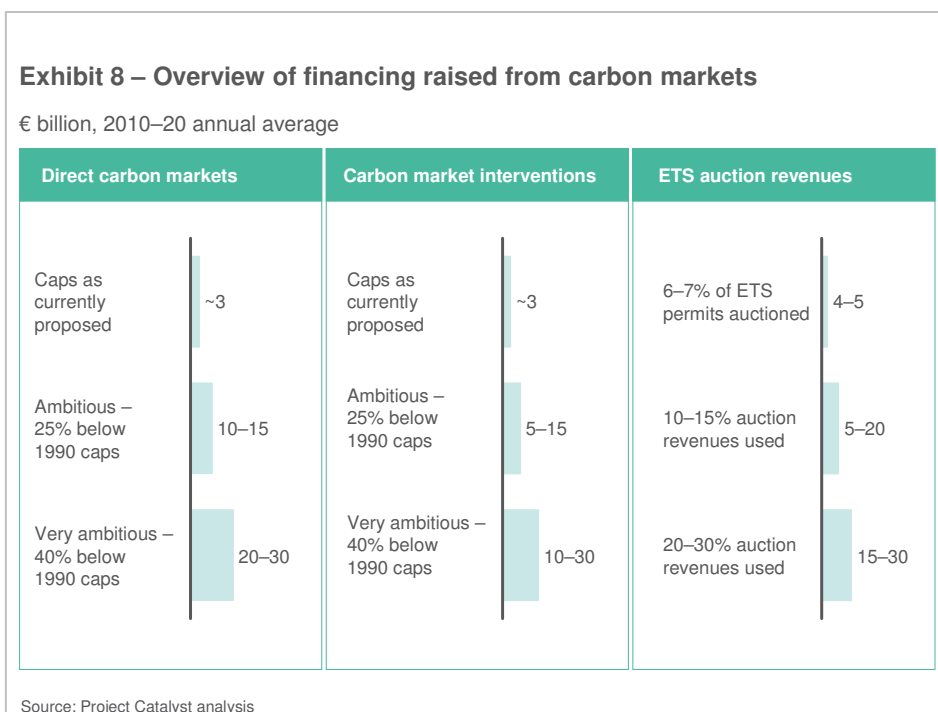 Exhibit 8 – Overview of financing raised from carbon markets
€ billion, 2010–20 annual average
Direct carbon markets
Caps as
currently
proposed
~3
Ambitious –
25% below
1990 caps
10–15
Very ambitious –
40% below
1990 caps
20–30
Carbon market interventions
Caps as
currently
proposed
~3
Ambitious –
25% below
1990 caps
5–15
Very ambitious –
40% below
1990 caps
10–30
ETS auction revenues
6–7% of ETS
permits auctioned
4–5
10–15% auction
revenues used
5–20
20–30% auction
revenues used
15–30
Source: Project Catalyst analysis